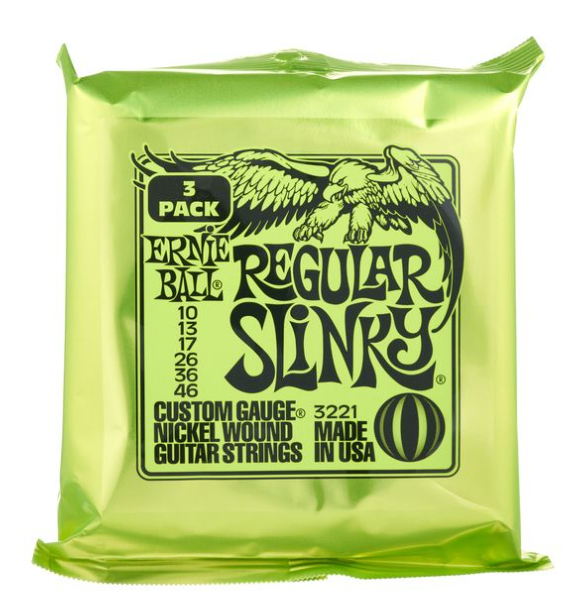 3
PACK
ERNIE
BALL®
REGULAR
SLINKY®
10
13
17
26
36
46
CUSTOM GAUGE®
NICKEL WOUND
GUITAR STRINGS
3221
MADE
IN USA